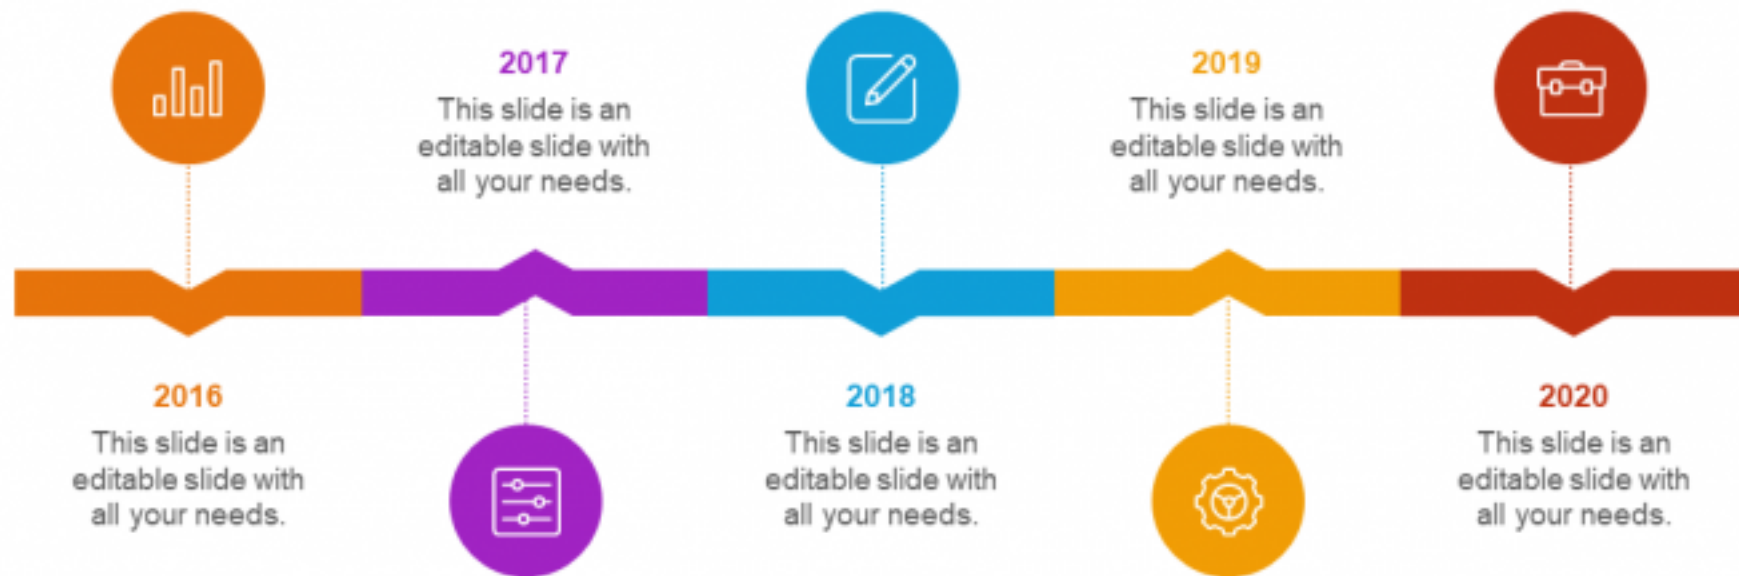 2017
This slide is an
editable slide with
all your needs.
2019
This slide is an
editable slide with
all your needs.
2016
This slide is an
editable slide with
all your needs.
2018
This slide is an
editable slide with
all your needs.
2020
This slide is an
editable slide with
all your needs.